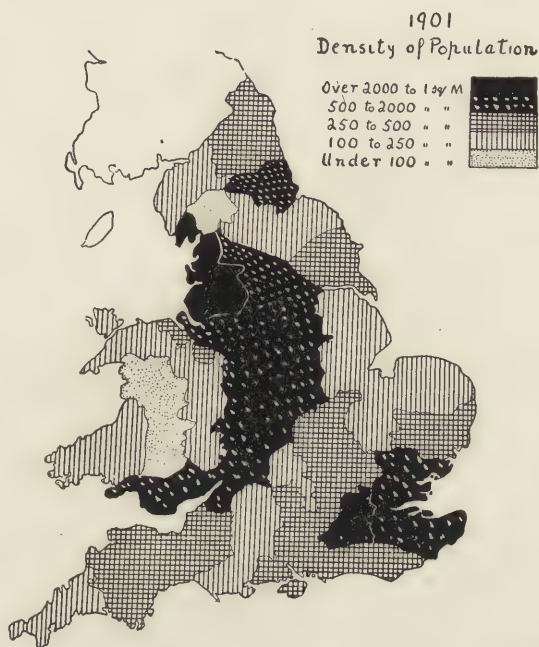 1901
Density of Population
Over 2000 to 1 sq M
500 to 2000 " "
250 to 500 " "
100 to 250 " "
Under 100 " "